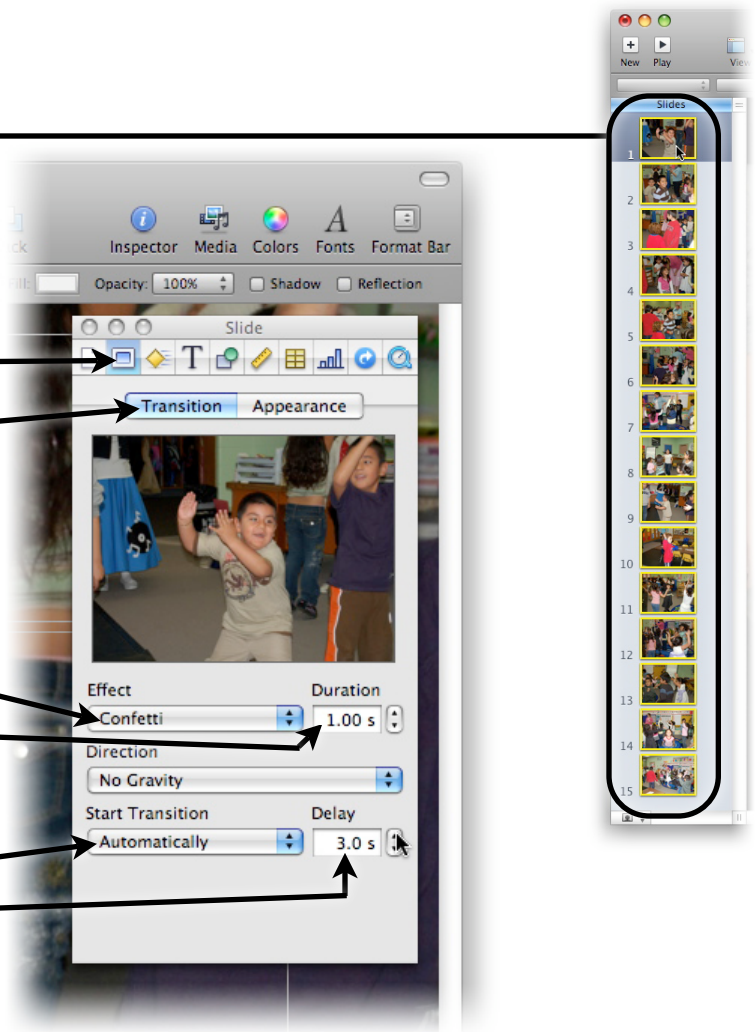 New Play View
Slides
1
2
3
4
5
6
7
8
9
10
11
12
13
14
15
Inspector Media Colors Fonts Format Bar
Fill: Opacity: 100% Shadow Reflection
Slide
T
Transition Appearance
Effect Duration
Confetti 1.00 s
Direction
No Gravity
Start Transition Delay
Automatically 3.0 s